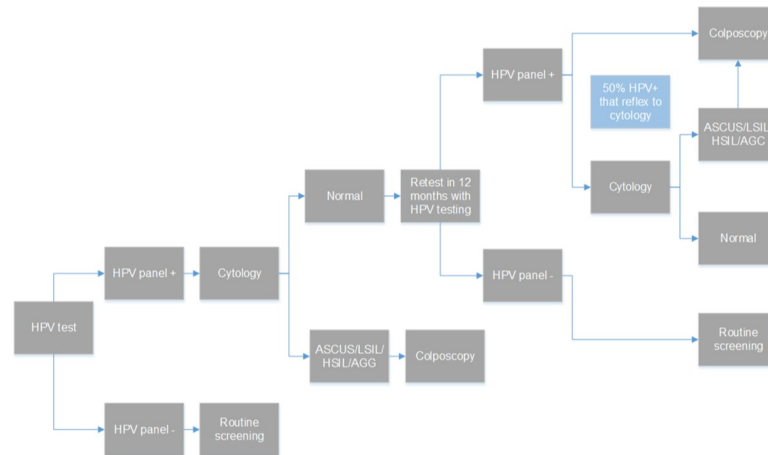 HPV test
HPV panel +
Cytology
HPV panel -
Routine
screening
Normal
ASCUS/LSIL/
HSIL/AGG
Colposcopy
Retest in 12
months with
HPV testing
HPV panel +
HPV panel -
50% HPV+
that reflex to
cytology
Cytology
Colposcopy
ASCUS/LSIL/
HSIL/AGC
Normal
Routine
screening